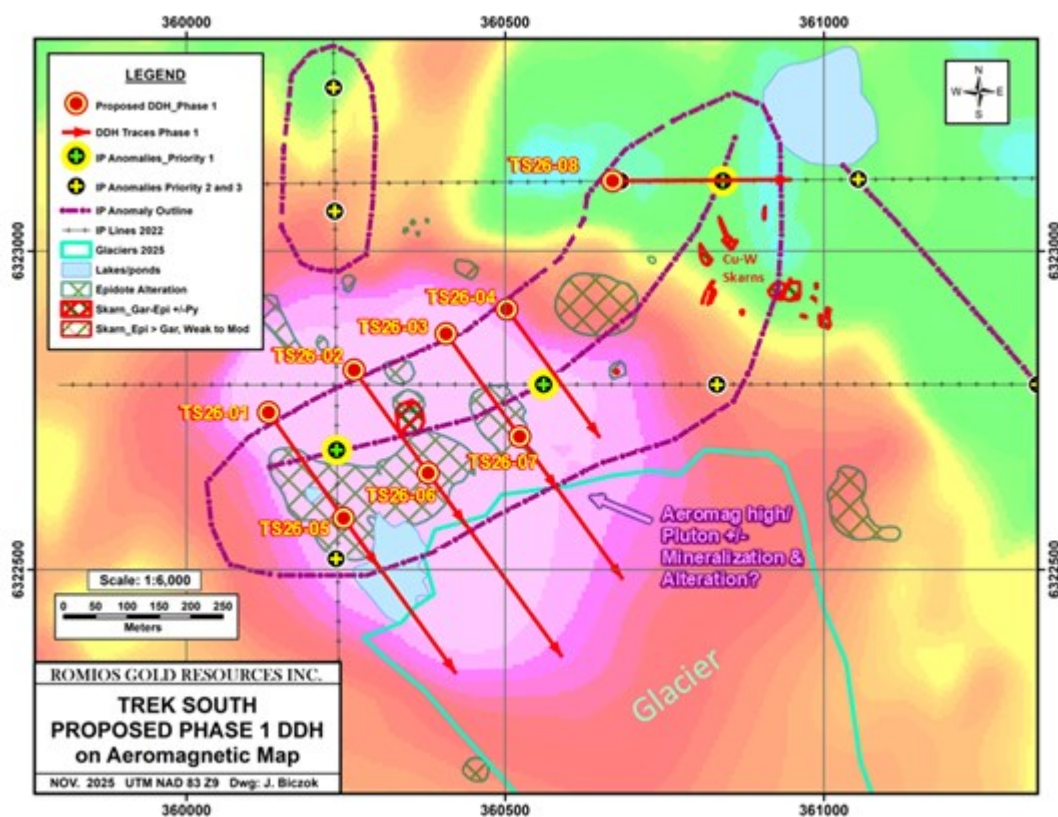 360000
360500
361000
LEGEND
Proposed DDH_Phase 1
DDH Traces Phase 1
IP Anomalies_Priority 1
IP Anomalies Priority 2 and 3
IP Anomaly Outline
IP Lines 2022
Glaciers 2025
Lakes/ponds
Epidote Alteration
Skarn_Gar-Epi +/-Py
Skarn_Epi > Gar, Weak to Mod
N
W E
S
TS26-08
6323000
6323000
Cu-W
Skarns
TS26-04
TS26-03
TS26-02
TS26-01
TS26-07
TS26-06
TS26-05
Aeromag high/
Pluton +/-
Mineralization &
Alteration?
6322500
6322500
Scale: 1:6,000
0 50 100 150 200 250
Meters
Glacier
ROMIOS GOLD RESOURCES INC.
TREK SOUTH
PROPOSED PHASE 1 DDH
on Aeromagnetic Map
NOV. 2025 UTM NAD 83 Z9 Dwg: J. Biczok
360000
360500
361000